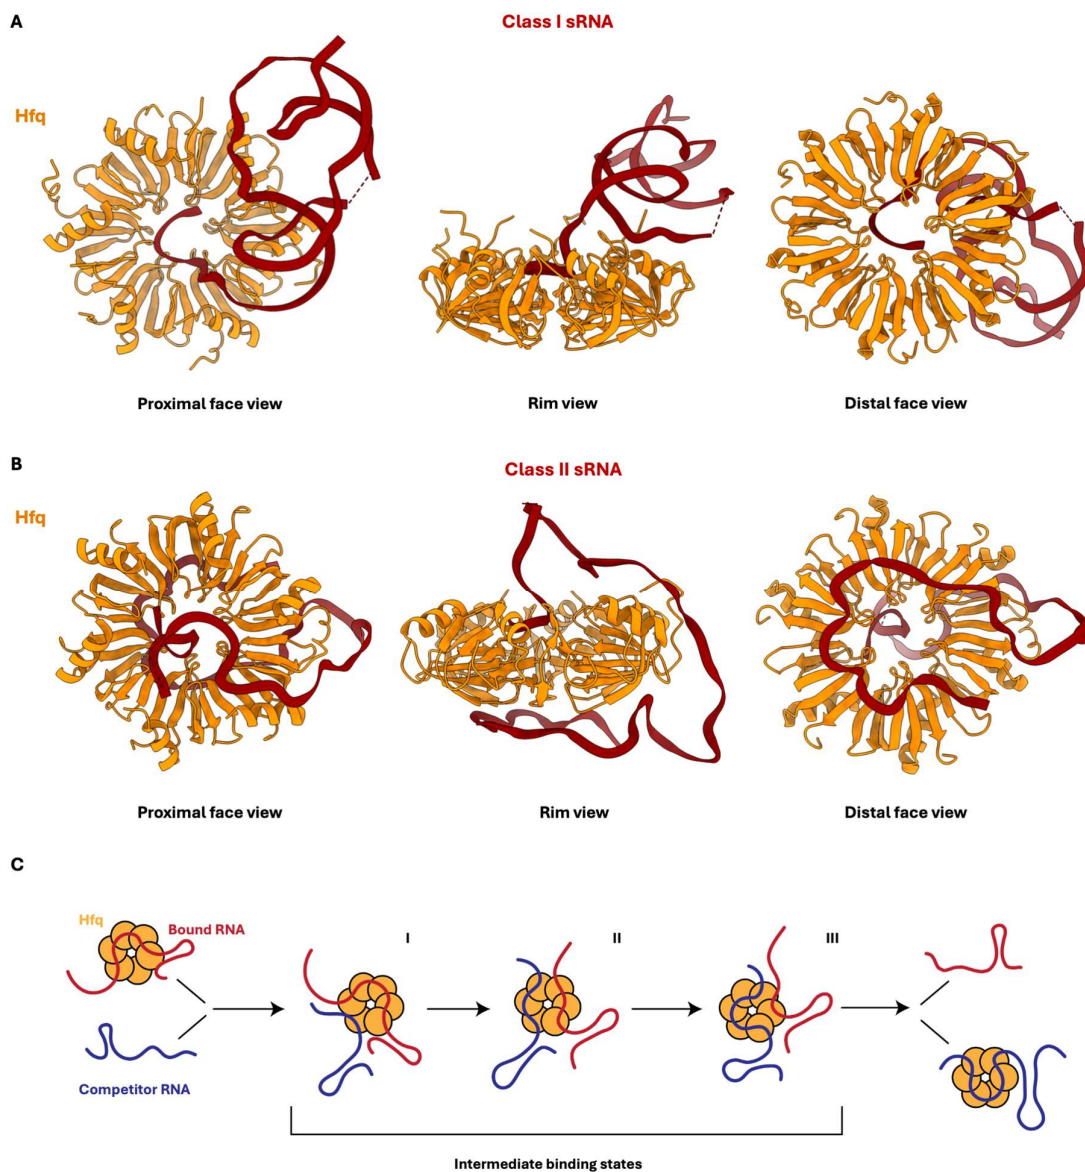 A
Class I sRNA
Hfq
Proximal face view
Rim view
Distal face view
B
Class II sRNA
Hfq
Proximal face view
Rim view
Distal face view
C
Hfq
Bound RNA
I
II
III
Competitor RNA
Intermediate binding states